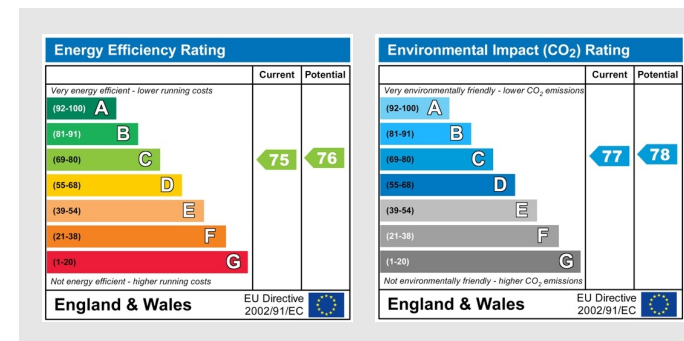 Energy Efficiency Rating
Current Potential
Very energy efficient - lower running costs
(92-100) A
(81-91) B
(69-80) C 75 76
(55-68) D
(39-54) E
(21-38) F
(1-20) G
Not energy efficient - higher running costs
England & Wales
EU Directive
2002/91/EC
Environmental Impact (CO₂) Rating
Current Potential
Very environmentally friendly - lower CO₂ emissions
(92-100) A
(81-91) B
(69-80) C 77 78
(55-68) D
(39-54) E
(21-38) F
(1-20) G
Not environmentally friendly - higher CO₂ emissions
England & Wales
EU Directive
2002/91/EC